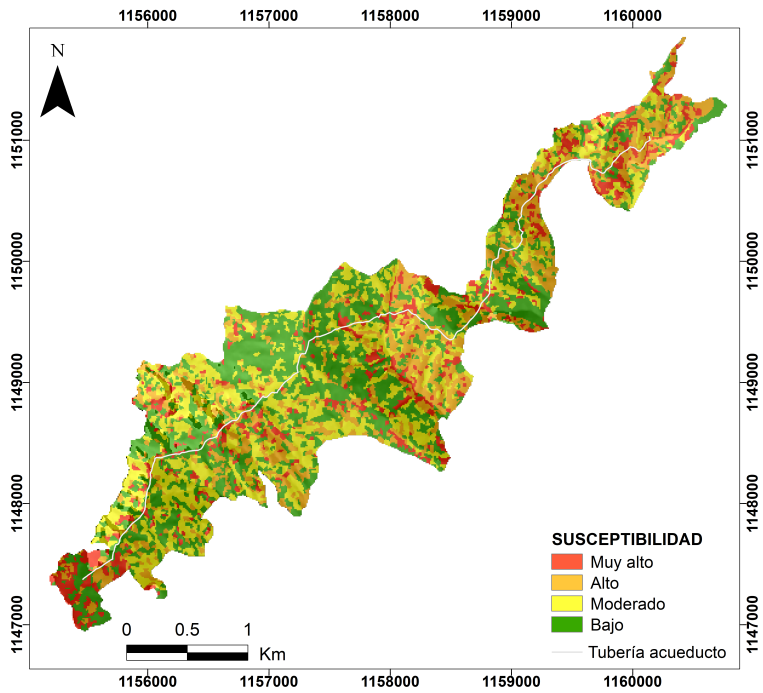 1156000 1157000 1158000 1159000 1160000
N
1151000 1151000
1150000 1150000
1149000 1149000
1148000 1148000
1147000 1147000
SUSCEPTIBILIDAD
Muy alto
Alto
Moderado
Bajo
Tubería acueducto
0 0.5 1
Km
1156000 1157000 1158000 1159000 1160000